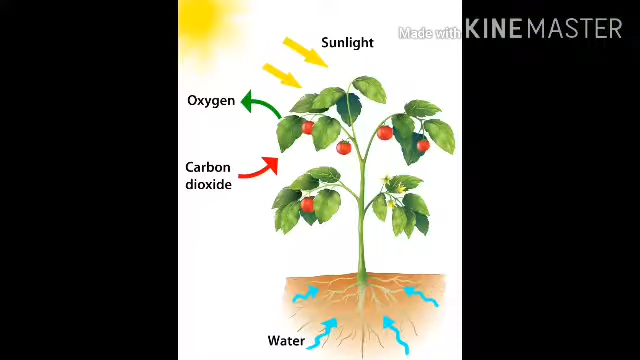 Made with KINEMASTER
Sunlight
Oxygen
Carbon
dioxide
Water